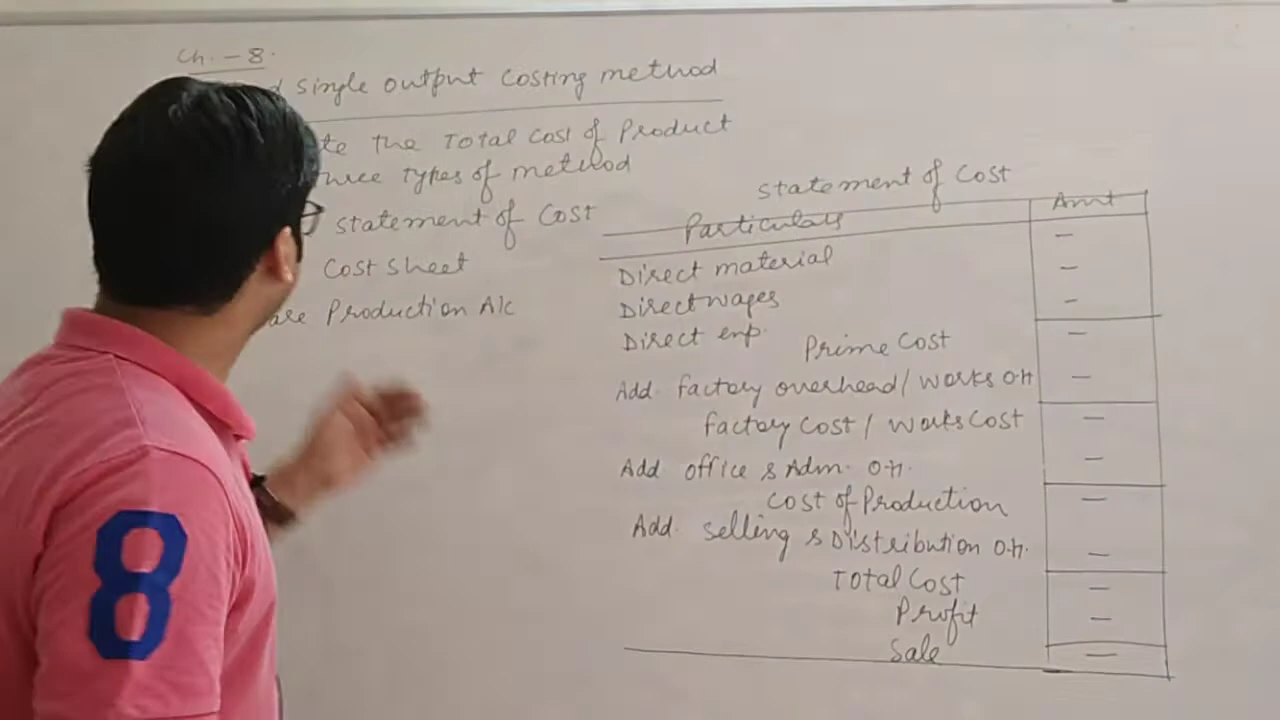 Ch. - 8.
single output costing method
the Total cost of Product
types of method
statement of Cost
Cost sheet
Production A/c
statement of Cost
Particulars Amt
Direct material -
Direct wages -
Direct exp. -
Prime Cost -
Add. factory overhead / works o.h -
factory cost / works cost -
Add office & Adm. o.h. -
Cost of Production -
Add. selling & Distribution o.h. -
Total Cost -
Profit -
Sale -
8